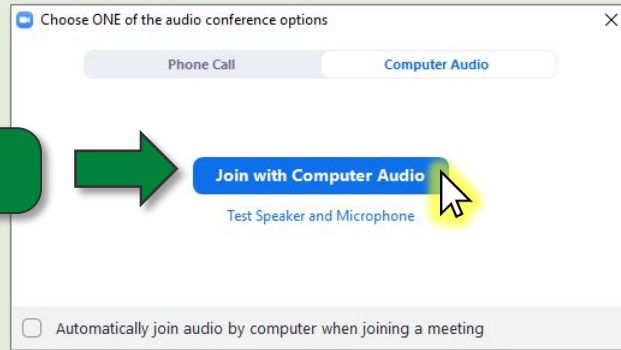 Choose ONE of the audio conference options
Phone Call
Computer Audio
Join with Computer Audio
Test Speaker and Microphone
Automatically join audio by computer when joining a meeting